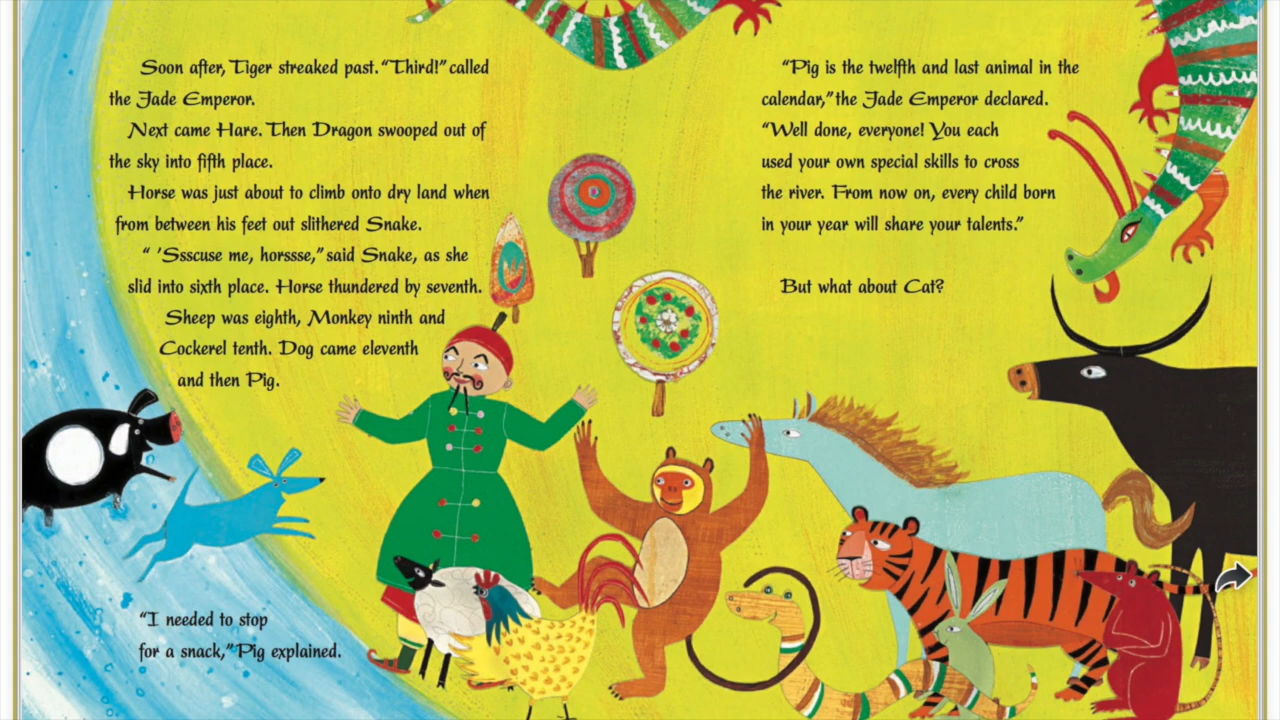 Soon after, Tiger streaked past. “Third!” called
the Jade Emperor.
Next came Hare. Then Dragon swooped out of
the sky into fifth place.
Horse was just about to climb onto dry land when
from between his feet out slithered Snake.
“ ’Ssscuse me, horssse,” said Snake, as she
slid into sixth place. Horse thundered by seventh.
Sheep was eighth, Monkey ninth and
Cockerel tenth. Dog came eleventh
and then Pig.
“I needed to stop
for a snack,” Pig explained.
“Pig is the twelfth and last animal in the
calendar,” the Jade Emperor declared.
“Well done, everyone! You each
used your own special skills to cross
the river. From now on, every child born
in your year will share your talents.”
But what about Cat?